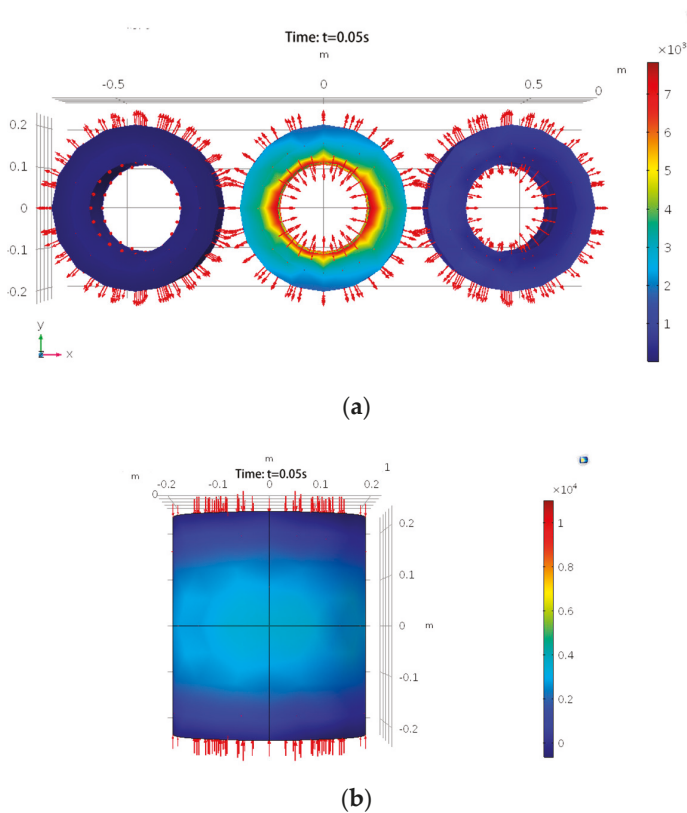 Time: t=0.05s
m
×10³
-0.5 0 0.5 m 0
7
0.2 6
0.1 5
0 4
-0.1 3
-0.2 2
1
y
z x
(a)
m 1
m -0.2 -0.1 0 0.1 0.2
Time: t=0.05s
0
×10⁴
0.2 1
0.1 0.8
0.6
0 m
0.4
-0.1 0.2
-0.2 0
(b)